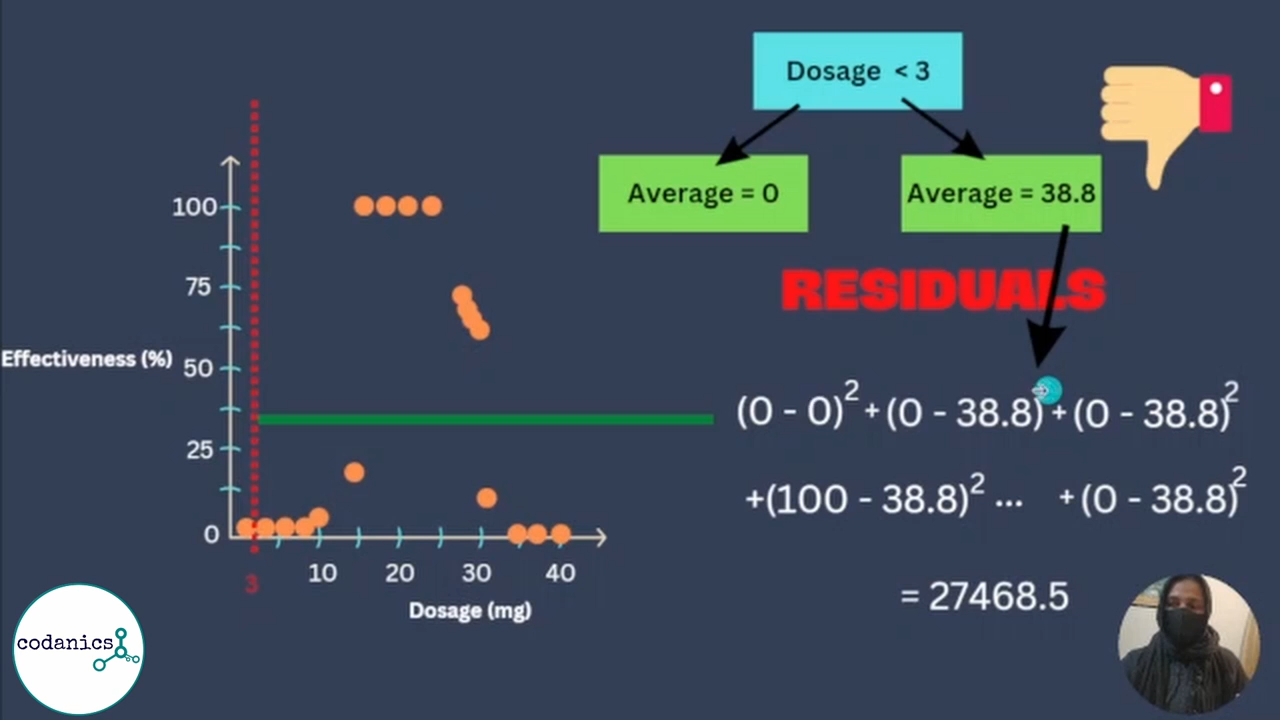 Dosage < 3
Average = 0
Average = 38.8
RESIDUALS
(0 - 0)² + (0 - 38.8) + (0 - 38.8)²
+(100 - 38.8)² ... + (0 - 38.8)²
= 27468.5
100
75
50
25
0
Effectiveness (%)
3
10 20 30 40
Dosage (mg)
codanics